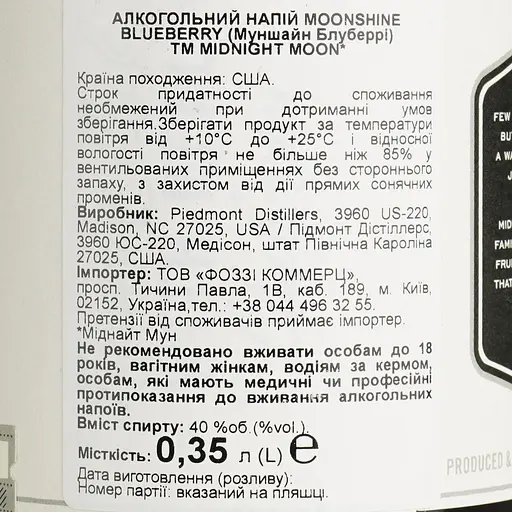 АЛКОГОЛЬНИЙ НАПІЙ MOONSHINE
BLUEBERRY (Муншайн Блуберрі)
TM MIDNIGHT MOON*
Країна походження: США.
Строк придатності до споживання
необмежений при дотриманні умов
зберігання.Зберігати продукт за температури
повітря від +10°C до +25°C і відносної
вологості повітря не більше ніж 85% у
вентильованих приміщеннях без стороннього
запаху, з захистом від дії прямих сонячних
променів.
Виробник: Piedmont Distillers, 3960 US-220,
Madison, NC 27025, USA / Підмонт Дістіллерс,
3960 ЮС-220, Медісон, штат Північна Кароліна
27025, США.
Імпортер: ТОВ «ФОЗЗІ КОММЕРЦ»,
просп. Тичини Павла, 1В, каб. 189, м. Київ,
02152, Україна,тел.: +38 044 496 32 55.
Претензії від споживачів приймає імпортер.
*Міднайт Мун
Не рекомендовано вживати особам до 18
років, вагітним жінкам, водіям за кермом,
особам, які мають медичні чи професійні
протипоказання до вживання алкогольних
напоїв.
Вміст спирту: 40 %об.(%vol.).
Місткість: 0,35 л (L) e
Дата виготовлення (розливу):
Номер партії: вказаний на пляшці.
FEW
BU
A WA
J
MID
FAMI
FRU
THAT
PRODUCED &